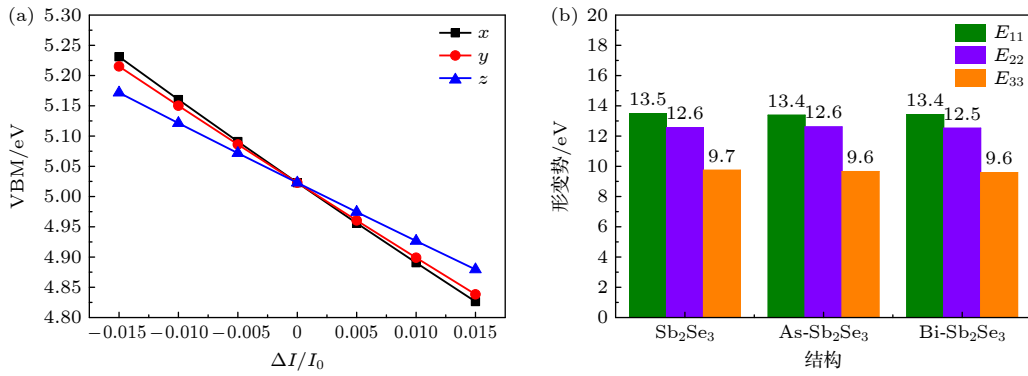 (a)
5.30
5.25
5.20
5.15
5.10
5.05
5.00
4.95
4.90
4.85
4.80
VBM/eV
x
y
z
−0.015 −0.010 −0.005 0 0.005 0.010 0.015
ΔI/I₀
(b)
20
18
16
14
12
10
8
6
4
2
0
形变势/eV
E₁₁
E₂₂
E₃₃
13.5 12.6 9.7 13.4 12.6 9.6 13.4 12.5 9.6
Sb₂Se₃ As-Sb₂Se₃ Bi-Sb₂Se₃
结构